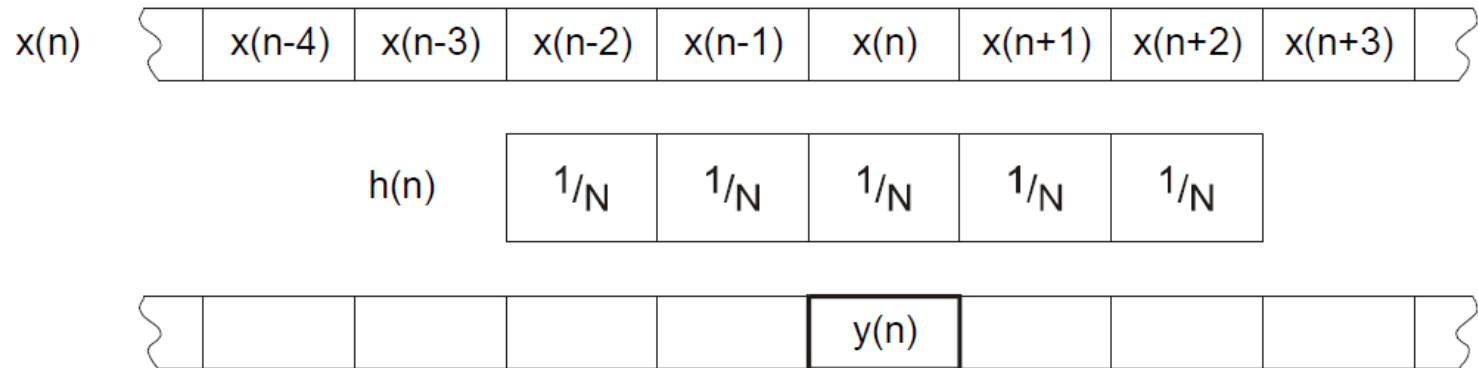 x(n) x(n-4) x(n-3) x(n-2) x(n-1) x(n) x(n+1) x(n+2) x(n+3)
h(n) 1/N 1/N 1/N 1/N 1/N
y(n)